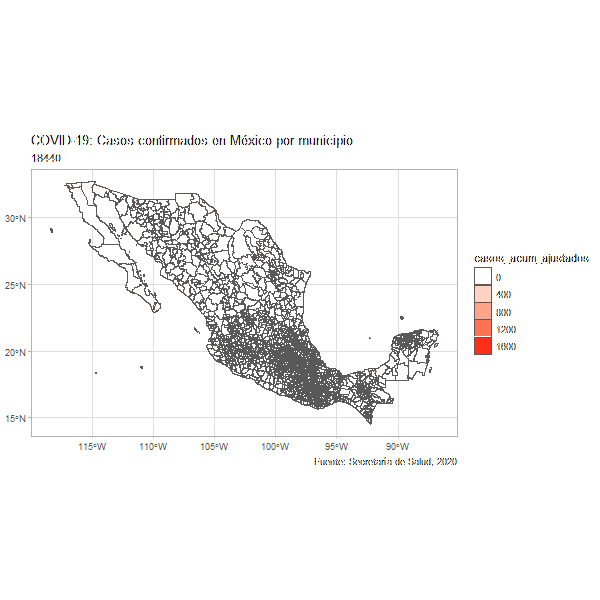 COVID-19: Casos confirmados en México por municipio
18440
30°N
25°N
20°N
15°N
115°W 110°W 105°W 100°W 95°W 90°W
Fuente: Secretaría de Salud, 2020
casos_acum_ajustados
0
400
800
1200
1600